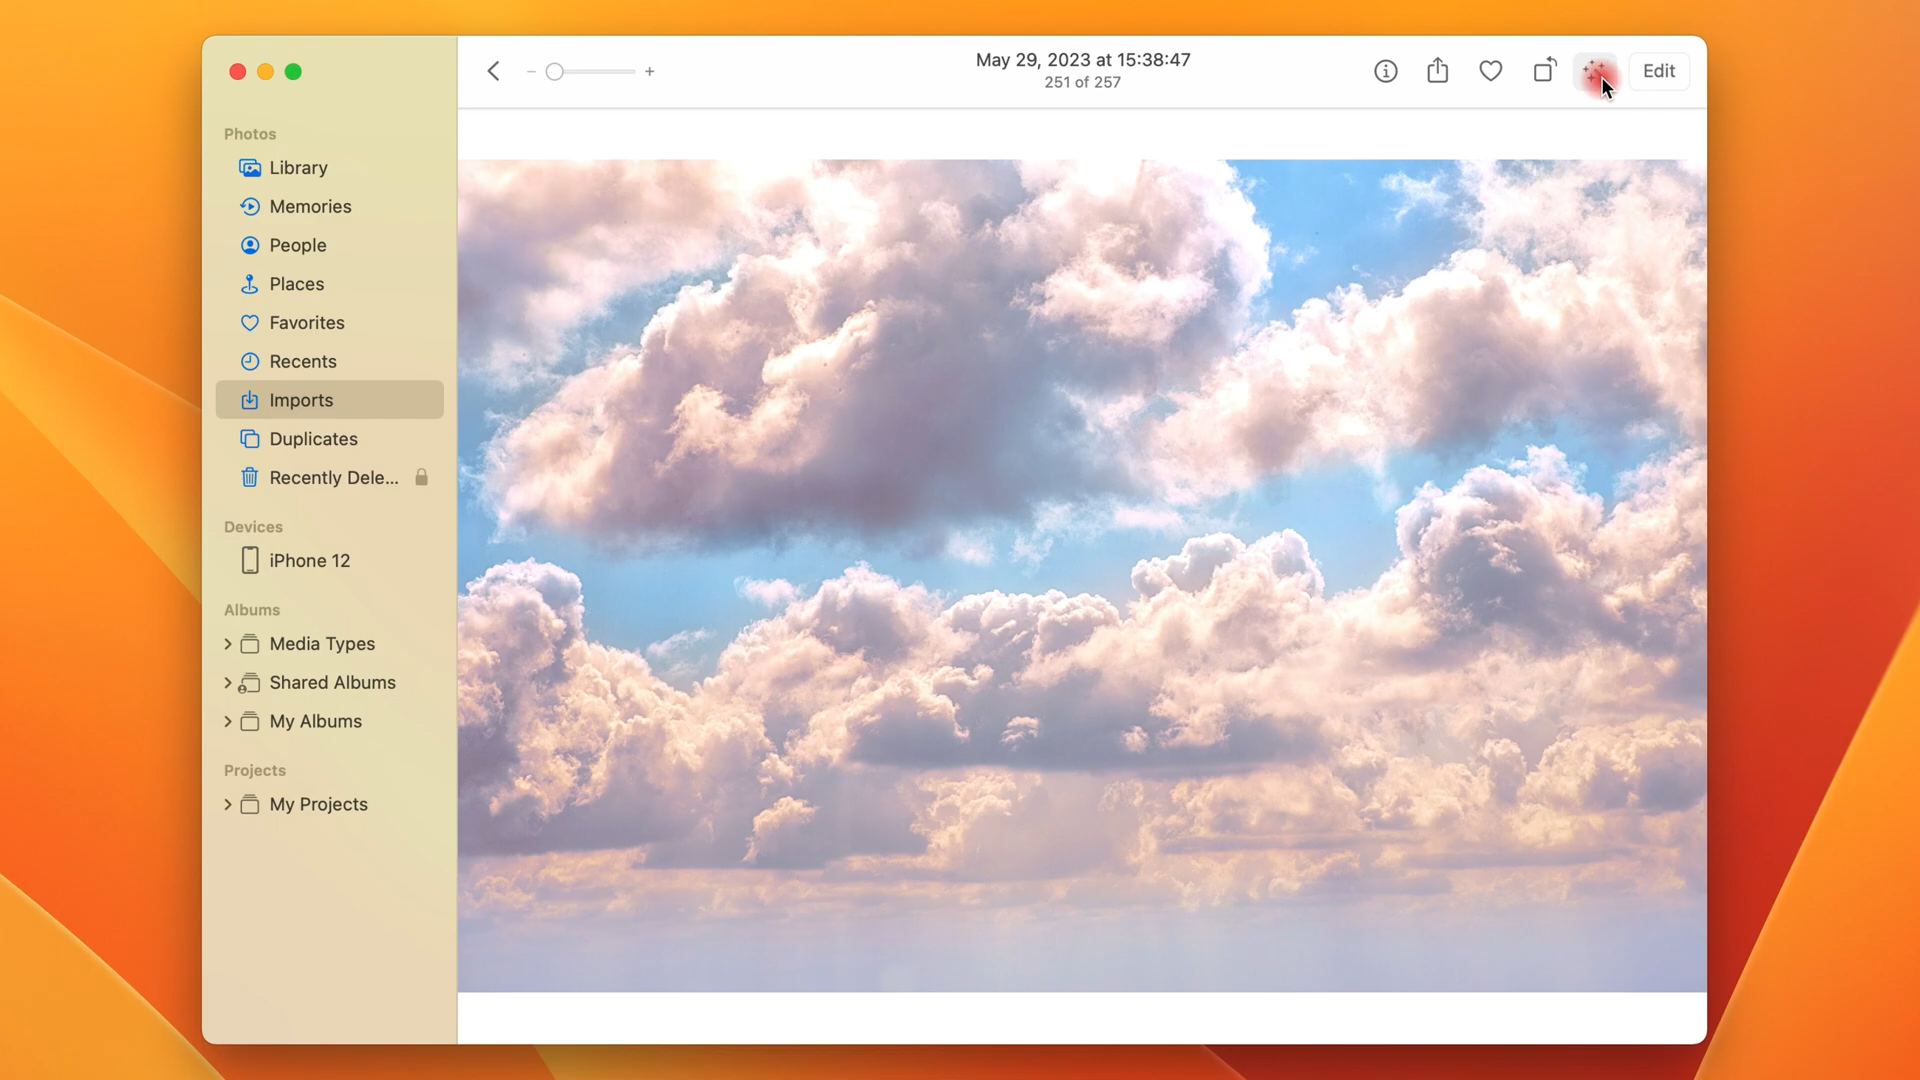 May 29, 2023 at 15:38:47
251 of 257
Edit
Photos
Library
Memories
People
Places
Favorites
Recents
Imports
Duplicates
Recently Dele...
Devices
iPhone 12
Albums
Media Types
Shared Albums
My Albums
Projects
My Projects